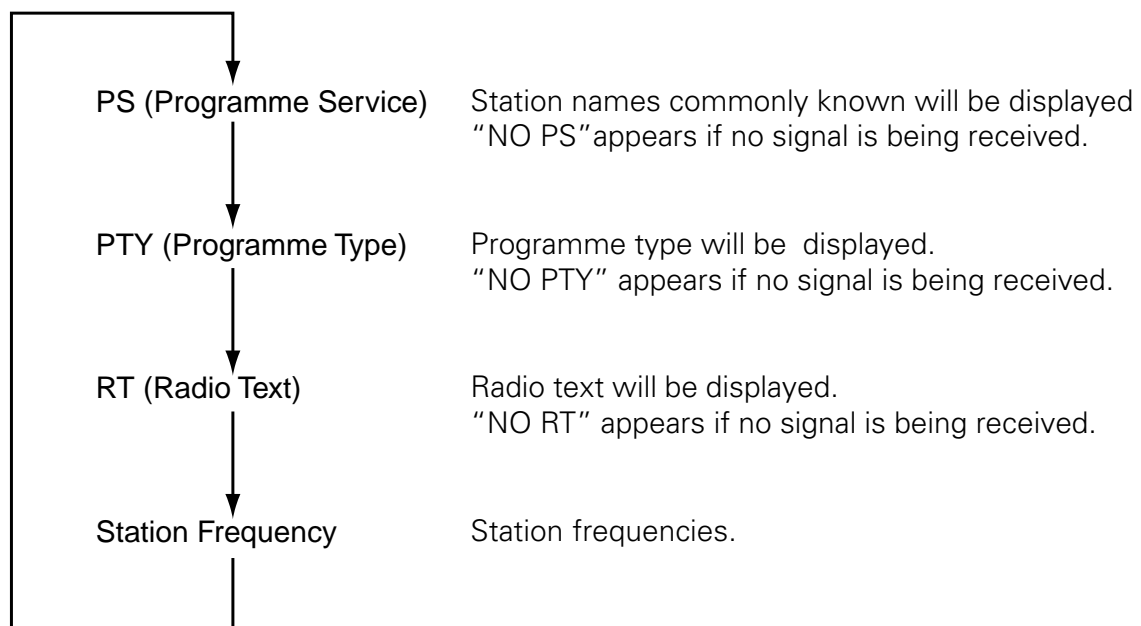 PS (Programme Service)
Station names commonly known will be displayed
“NO PS”appears if no signal is being received.
PTY (Programme Type)
Programme type will be displayed.
“NO PTY” appears if no signal is being received.
RT (Radio Text)
Radio text will be displayed.
“NO RT” appears if no signal is being received.
Station Frequency
Station frequencies.